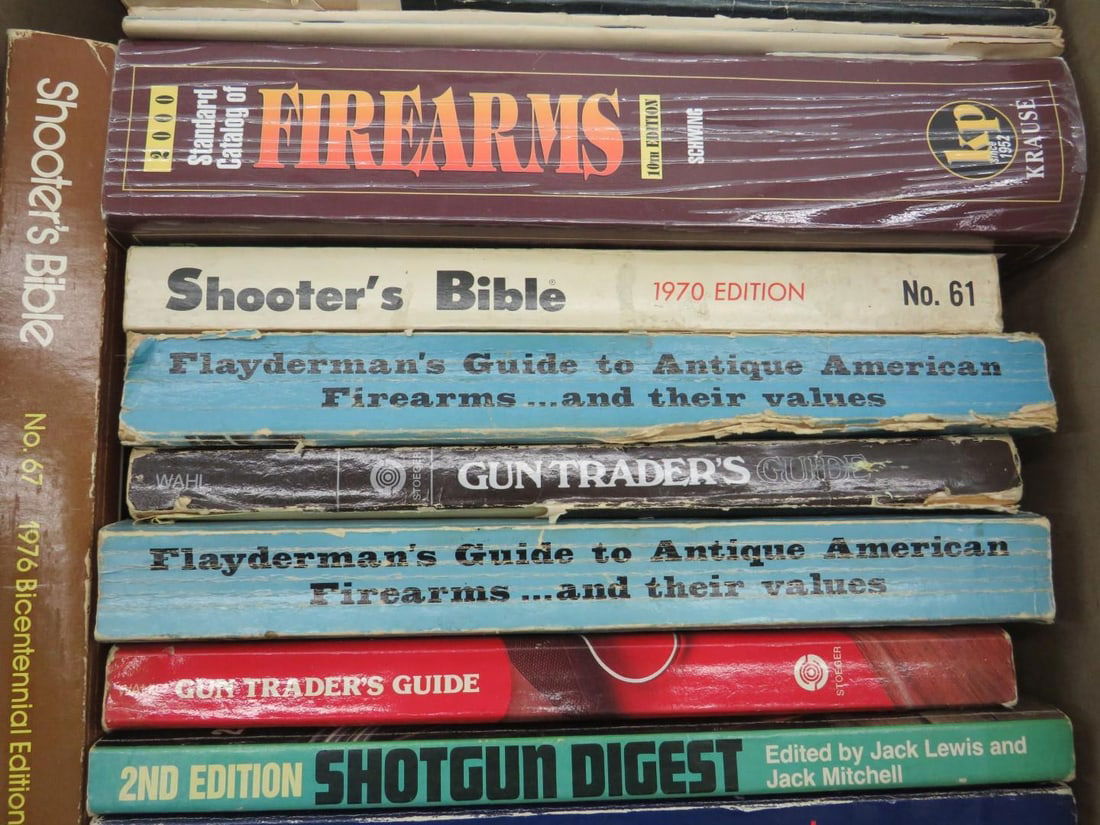 Shooter's Bible No. 67 1976 Bicentennial Edition
2000
Standard
Catalog of
FIREARMS
10TH EDITION
SCHWING
kp
since 1952
KRAUSE
Shooter's Bible® 1970 EDITION No. 61
Flayderman's Guide to Antique American
Firearms...and their values
WAHL STOEGER GUN TRADER'S GUIDE
Flayderman's Guide to Antique American
Firearms...and their values
GUN TRADER'S GUIDE STOEGER
2ND EDITION SHOTGUN DIGEST
Edited by Jack Lewis and
Jack Mitchell